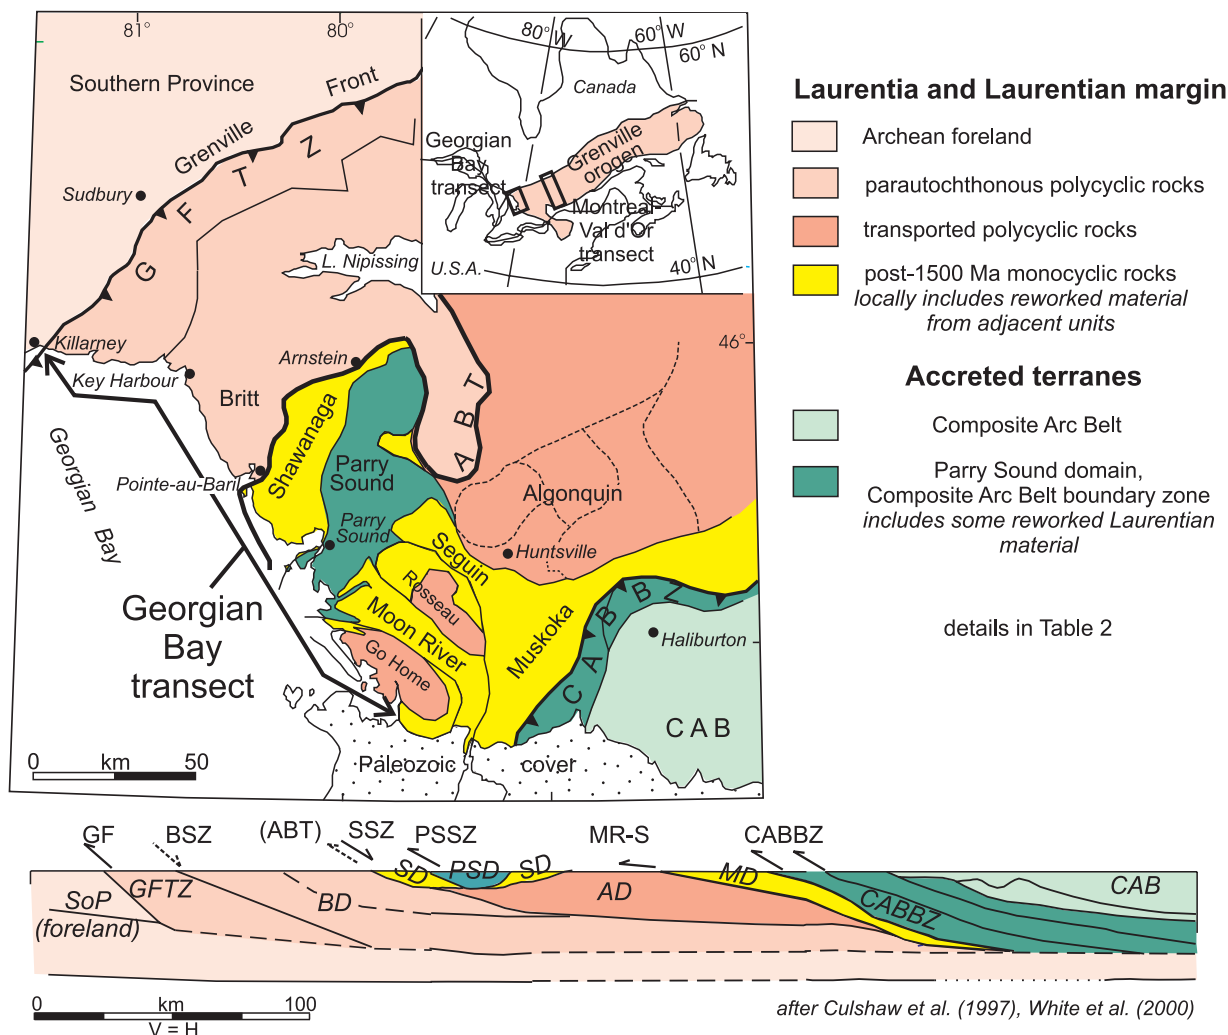 81°
80°
Southern Province
Front
Grenville
G F T Z
Sudbury
L. Nipissing
80° W
60° W
60° N
Canada
Georgian
Bay
transect
Grenville
orogen
Montreal-
Val d'Or
transect
U.S.A.
40° N
46°
Killarney
Key Harbour
Arnstein
Britt
Shawanaga
A B T
Georgian Bay
Pointe-au-Baril
Parry
Sound
Parry
Sound
Algonquin
Huntsville
Seguin
Rosseau
Moon River
Go Home
Muskoka
C A B B Z
Haliburton
C A B
Georgian
Bay
transect
0 km 50
Paleozoic cover
Laurentia and Laurentian margin
Archean foreland
parautochthonous polycyclic rocks
transported polycyclic rocks
post-1500 Ma monocyclic rocks
locally includes reworked material
from adjacent units
Accreted terranes
Composite Arc Belt
Parry Sound domain,
Composite Arc Belt boundary zone
includes some reworked Laurentian
material
details in Table 2
GF BSZ (ABT) SSZ PSSZ MR-S CABBZ
SoP
(foreland)
GFTZ
BD
SD
PSD
SD
AD
MD
CABBZ
CAB
0 km 100
V = H
after Culshaw et al. (1997), White et al. (2000)